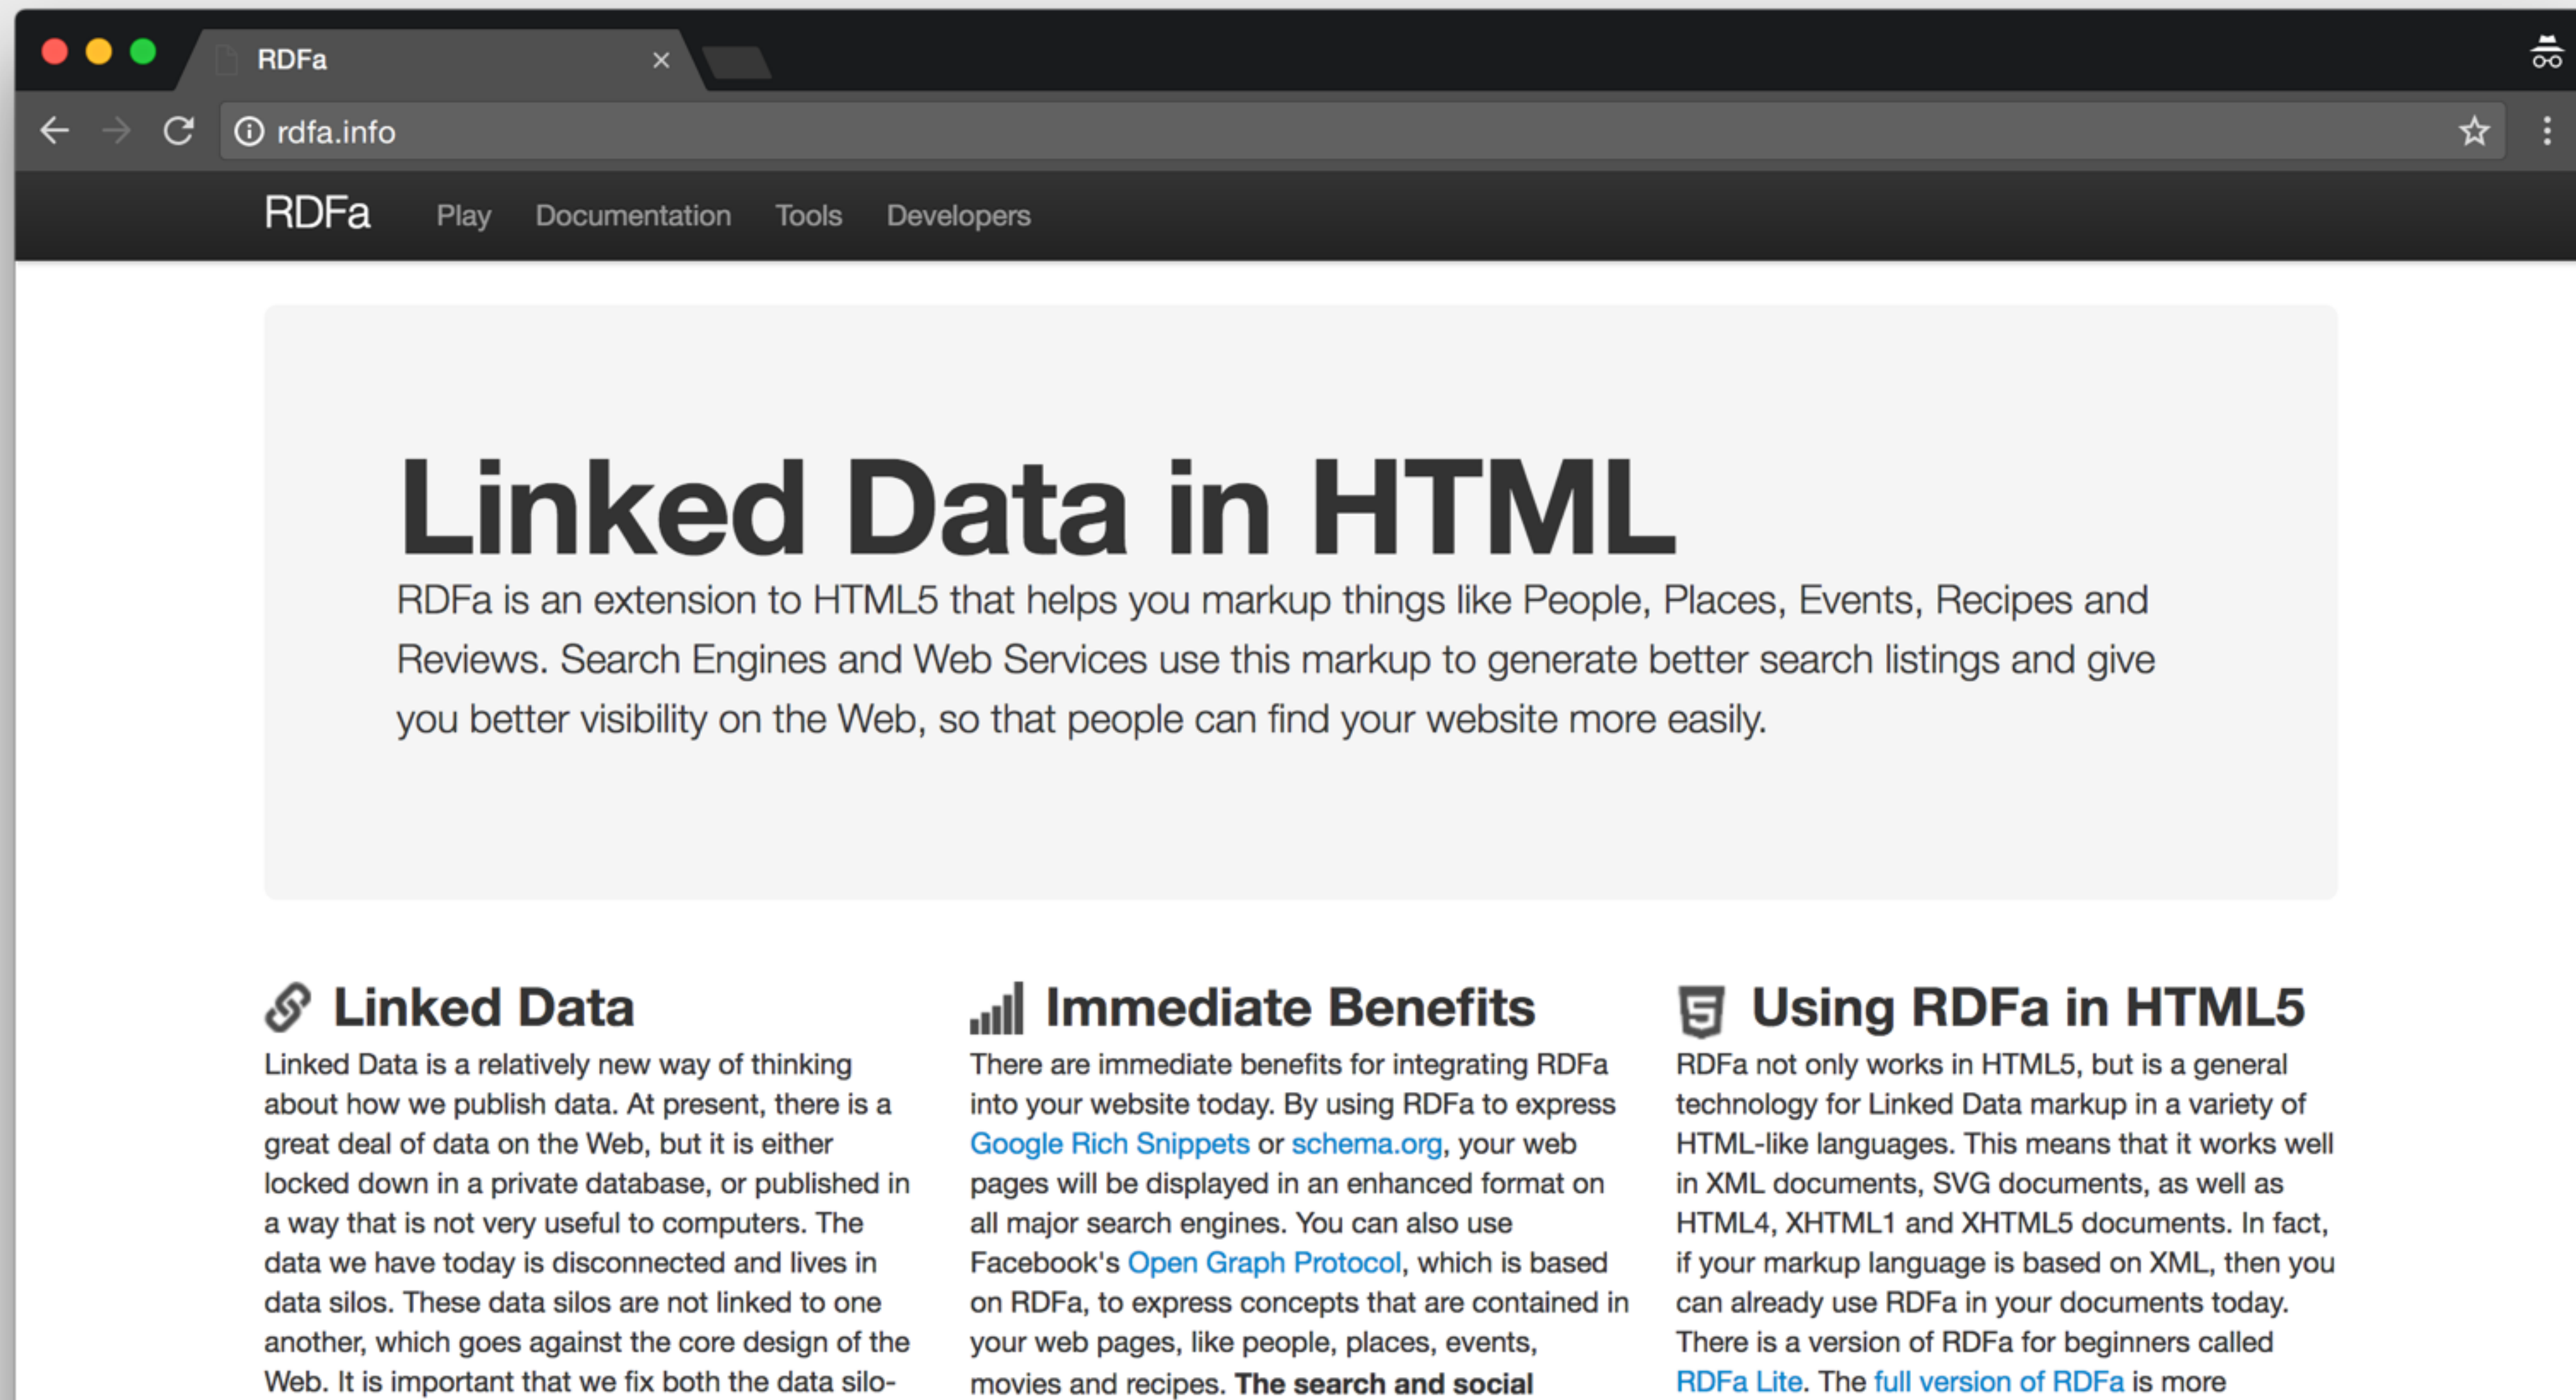 RDFa
rdfa.info
RDFa Play Documentation Tools Developers
Linked Data in HTML
RDFa is an extension to HTML5 that helps you markup things like People, Places, Events, Recipes and
Reviews. Search Engines and Web Services use this markup to generate better search listings and give
you better visibility on the Web, so that people can find your website more easily.
Linked Data
Linked Data is a relatively new way of thinking
about how we publish data. At present, there is a
great deal of data on the Web, but it is either
locked down in a private database, or published in
a way that is not very useful to computers. The
data we have today is disconnected and lives in
data silos. These data silos are not linked to one
another, which goes against the core design of the
Web. It is important that we fix both the data silo-
Immediate Benefits
There are immediate benefits for integrating RDFa
into your website today. By using RDFa to express
Google Rich Snippets or schema.org, your web
pages will be displayed in an enhanced format on
all major search engines. You can also use
Facebook's Open Graph Protocol, which is based
on RDFa, to express concepts that are contained in
your web pages, like people, places, events,
movies and recipes. The search and social
Using RDFa in HTML5
RDFa not only works in HTML5, but is a general
technology for Linked Data markup in a variety of
HTML-like languages. This means that it works well
in XML documents, SVG documents, as well as
HTML4, XHTML1 and XHTML5 documents. In fact,
if your markup language is based on XML, then you
can already use RDFa in your documents today.
There is a version of RDFa for beginners called
RDFa Lite. The full version of RDFa is more